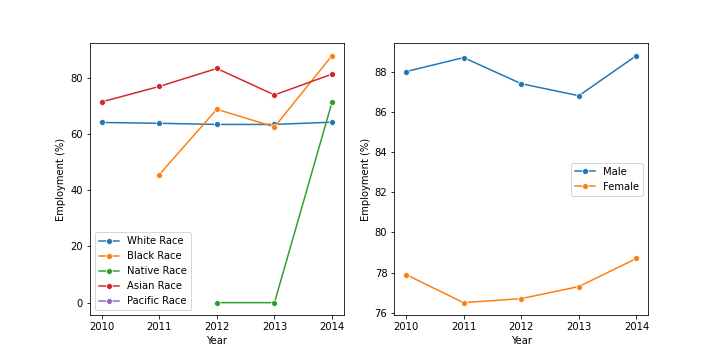 80
60
40
20
0
Employment (%)
White Race
Black Race
Native Race
Asian Race
Pacific Race
2010 2011 2012 2013 2014
Year
88
86
84
82
80
78
76
Employment (%)
Male
Female
2010 2011 2012 2013 2014
Year